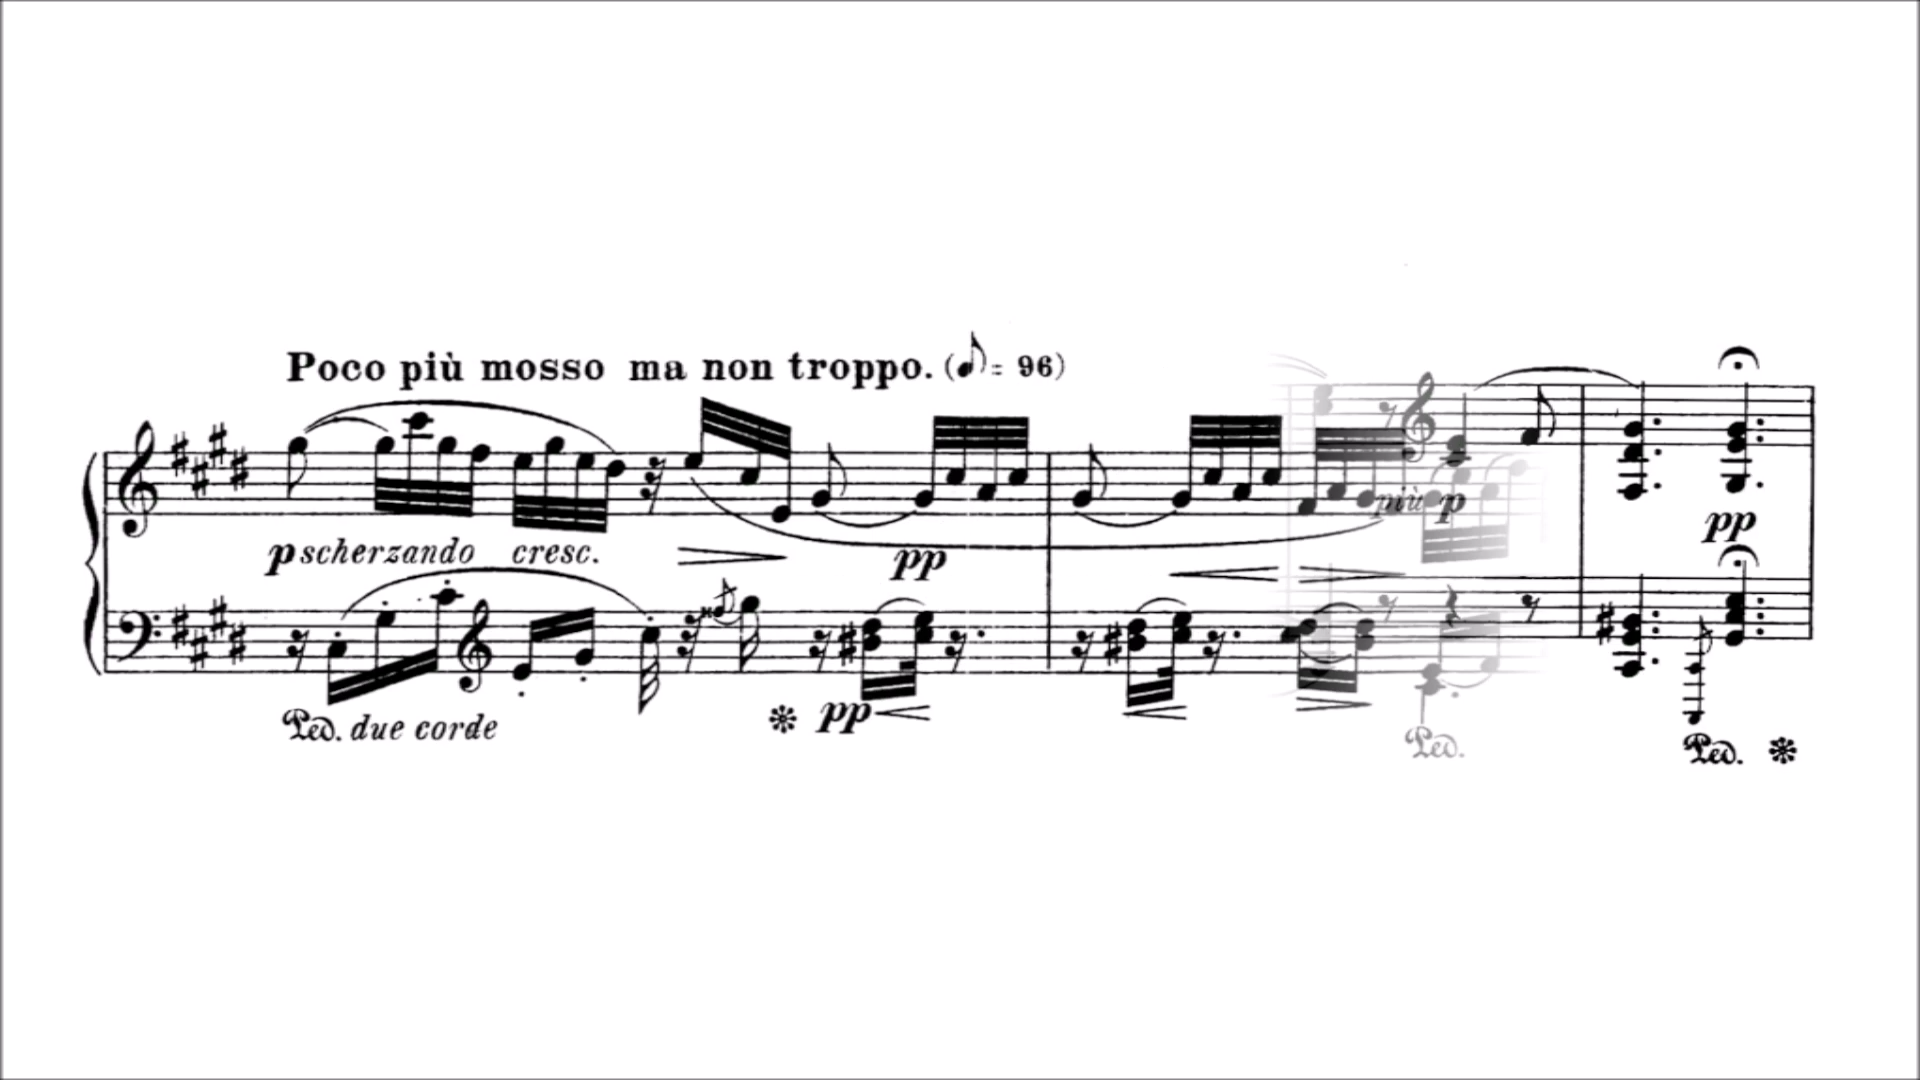 Poco più mosso ma non troppo. (♪= 96)
più p
p scherzando cresc.
pp
pp
Ped. due corde
pp
Ped.
Ped.